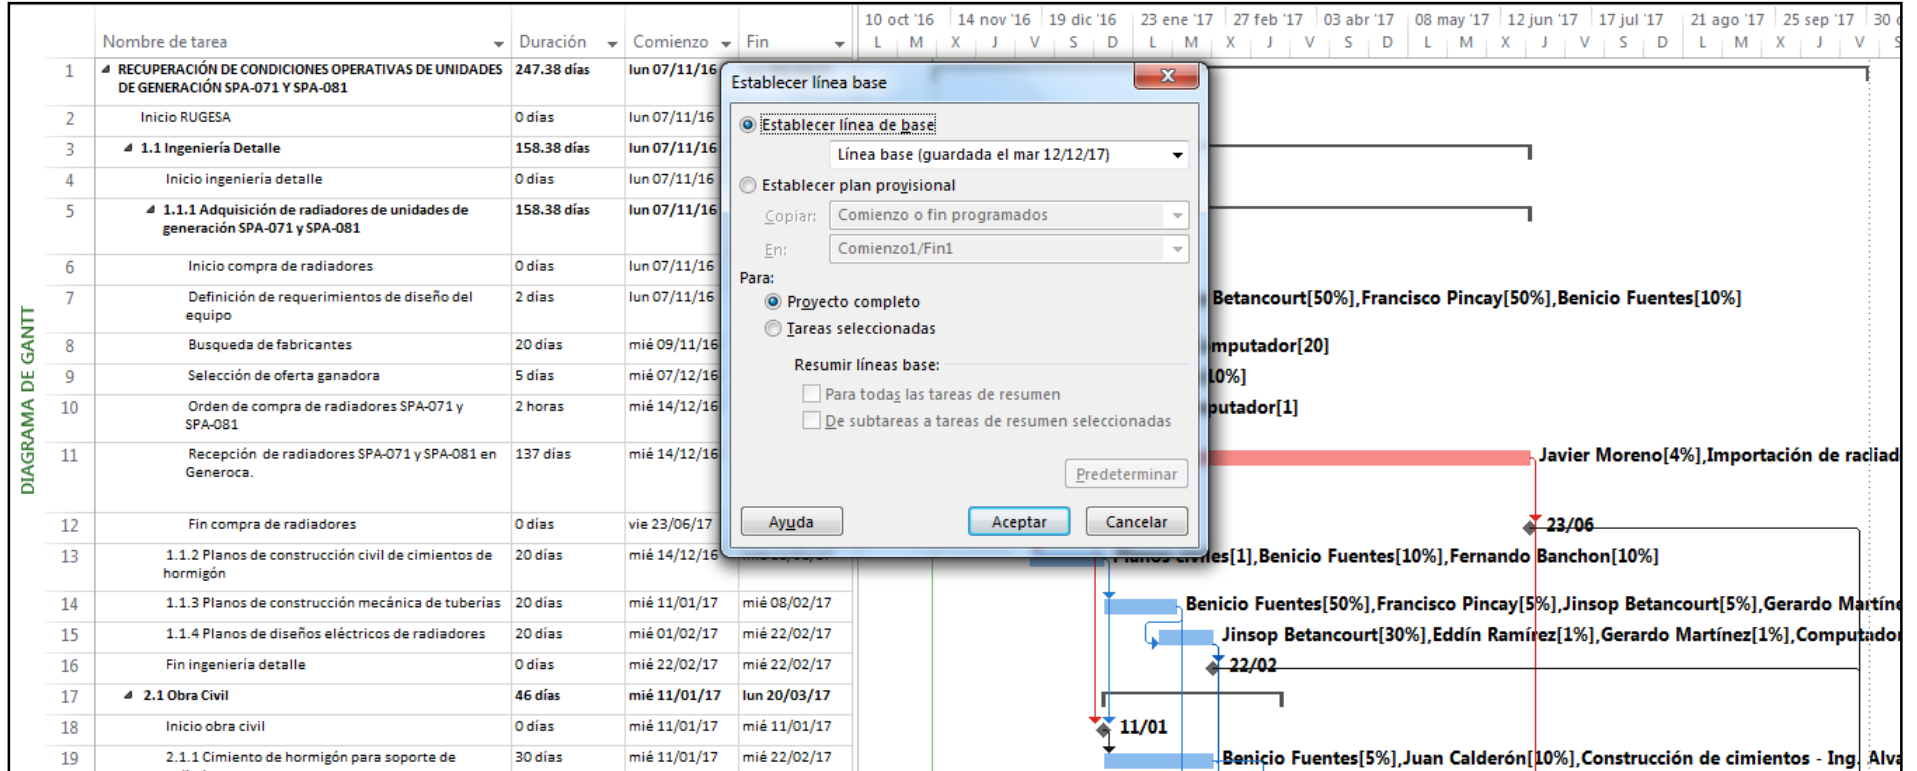 10 oct '16 14 nov '16 19 dic '16 23 ene '17 27 feb '17 03 abr '17 08 may '17 12 jun '17 17 jul '17 21 ago '17 25 sep '17 30
Nombre de tarea Duración Comienzo Fin L M X J V S D L M X J V S D L M X J V S D L M X J V S
1 RECUPERACIÓN DE CONDICIONES OPERATIVAS DE UNIDADES 247.38 días lun 07/11/16
DE GENERACIÓN SPA-071 Y SPA-081
2 Inicio RUGESA 0 días lun 07/11/16
3 1.1 Ingeniería Detalle 158.38 días lun 07/11/16
4 Inicio ingeniería detalle 0 días lun 07/11/16
5 1.1.1 Adquisición de radiadores de unidades de 158.38 días lun 07/11/16
generación SPA-071 y SPA-081
6 Inicio compra de radiadores 0 días lun 07/11/16
7 Definición de requerimientos de diseño del 2 días lun 07/11/16 Betancourt[50%],Francisco Pincay[50%],Benicio Fuentes[10%]
equipo
8 Busqueda de fabricantes 20 días mié 09/11/16 mputador[20]
9 Selección de oferta ganadora 5 días mié 07/12/16 10%]
10 Orden de compra de radiadores SPA-071 y 2 horas mié 14/12/16 putador[1]
SPA-081
11 Recepción de radiadores SPA-071 y SPA-081 en 137 días mié 14/12/16 Javier Moreno[4%],Importación de radiad
Generoca.
12 Fin compra de radiadores 0 días vie 23/06/17 23/06
13 1.1.2 Planos de construcción civil de cimientos de 20 días mié 14/12/16 Planos civiles[1],Benicio Fuentes[10%],Fernando Banchon[10%]
hormigón
14 1.1.3 Planos de construcción mecánica de tuberías 20 días mié 11/01/17 mié 08/02/17 Benicio Fuentes[50%],Francisco Pincay[5%],Jinsop Betancourt[5%],Gerardo Martíne
15 1.1.4 Planos de diseños eléctricos de radiadores 20 días mié 01/02/17 mié 22/02/17 Jinsop Betancourt[30%],Eddín Ramírez[1%],Gerardo Martínez[1%],Computador
16 Fin ingeniería detalle 0 días mié 22/02/17 mié 22/02/17 22/02
17 2.1 Obra Civil 46 días mié 11/01/17 lun 20/03/17
18 Inicio obra civil 0 días mié 11/01/17 mié 11/01/17 11/01
19 2.1.1 Cimiento de hormigón para soporte de 30 días mié 11/01/17 mié 22/02/17 Benicio Fuentes[5%],Juan Calderón[10%],Construcción de cimientos - Ing. Alva
DIAGRAMA DE GANTT
Establecer línea base
Establecer línea de base
Línea base (guardada el mar 12/12/17)
Establecer plan provisional
Copiar: Comienzo o fin programados
En: Comienzo1/Fin1
Para:
Proyecto completo
Tareas seleccionadas
Resumir líneas base:
Para todas las tareas de resumen
De subtareas a tareas de resumen seleccionadas
Predeterminar
Ayuda Aceptar Cancelar